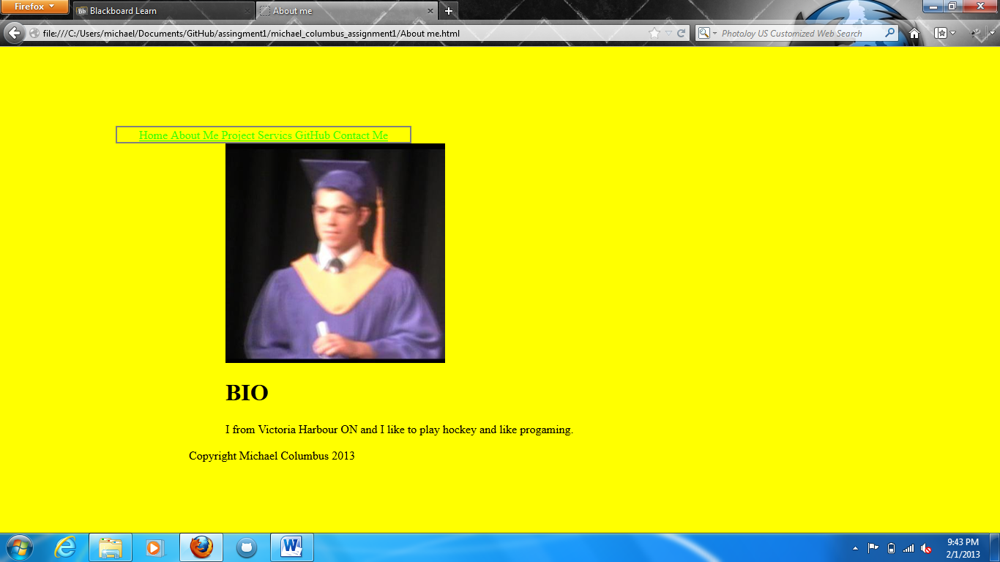 Firefox
Bb Blackboard Learn
About me
file:///C:/Users/michael/Documents/GitHub/assingment1/michael_columbus_assignment1/About me.html
PhotoJoy US Customized Web Search
Home About Me Project Servics GitHub Contact Me
BIO
I from Victoria Harbour ON and I like to play hockey and like progaming.
Copyright Michael Columbus 2013
9:43 PM
2/1/2013